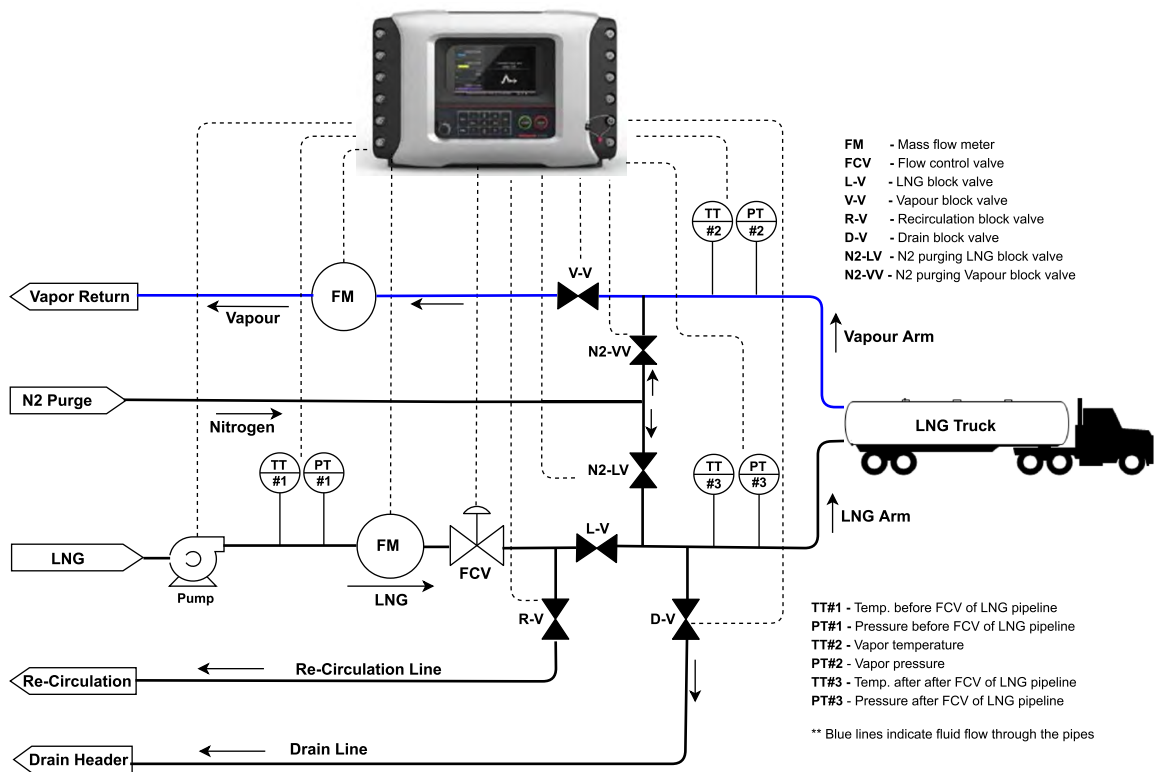 FM - Mass flow meter
FCV - Flow control valve
L-V - LNG block valve
V-V - Vapour block valve
R-V - Recirculation block valve
D-V - Drain block valve
N2-LV - N2 purging LNG block valve
N2-VV - N2 purging Vapour block valve
TT
#2
PT
#2
V-V
Vapor Return
FM
Vapour
Vapour Arm
N2-VV
N2 Purge
Nitrogen
LNG Truck
TT
#1
PT
#1
N2-LV
TT
#3
PT
#3
LNG Arm
L-V
LNG
FM
FCV
Pump
LNG
R-V
D-V
TT#1 - Temp. before FCV of LNG pipeline
PT#1 - Pressure before FCV of LNG pipeline
TT#2 - Vapor temperature
PT#2 - Vapor pressure
TT#3 - Temp. after after FCV of LNG pipeline
PT#3 - Pressure after FCV of LNG pipeline
Re-Circulation Line
Re-Circulation
** Blue lines indicate fluid flow through the pipes
Drain Line
Drain Header